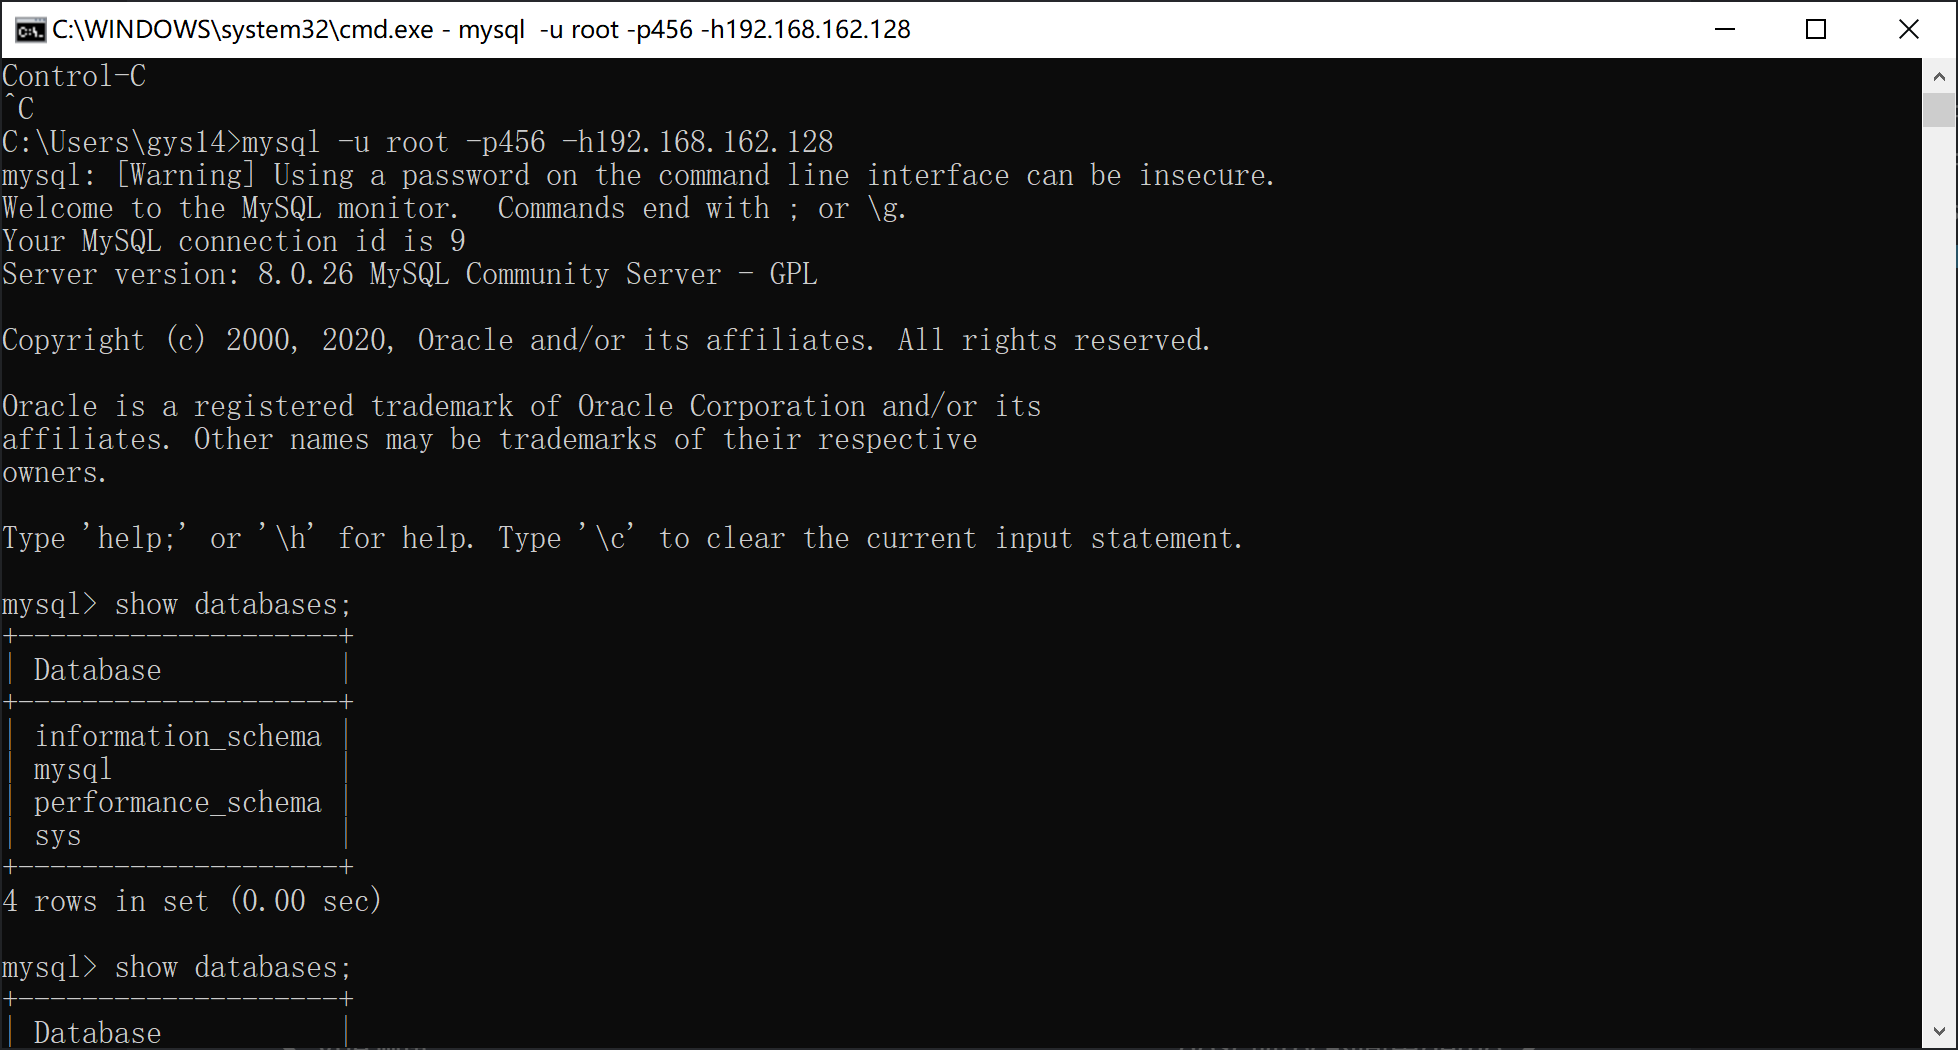 C:\WINDOWS\system32\cmd.exe - mysql  -u root -p456 -h192.168.162.128
Control-C
^C
C:\Users\gys14>mysql -u root -p456 -h192.168.162.128
mysql: [Warning] Using a password on the command line interface can be insecure.
Welcome to the MySQL monitor.  Commands end with ; or \g.
Your MySQL connection id is 9
Server version: 8.0.26 MySQL Community Server - GPL
Copyright (c) 2000, 2020, Oracle and/or its affiliates. All rights reserved.
Oracle is a registered trademark of Oracle Corporation and/or its
affiliates. Other names may be trademarks of their respective
owners.
Type 'help;' or '\h' for help. Type '\c' to clear the current input statement.
mysql> show databases;
+--------------------+
| Database           |
+--------------------+
| information_schema |
| mysql              |
| performance_schema |
| sys                |
+--------------------+
4 rows in set (0.00 sec)
mysql> show databases;
+--------------------+
| Database           |